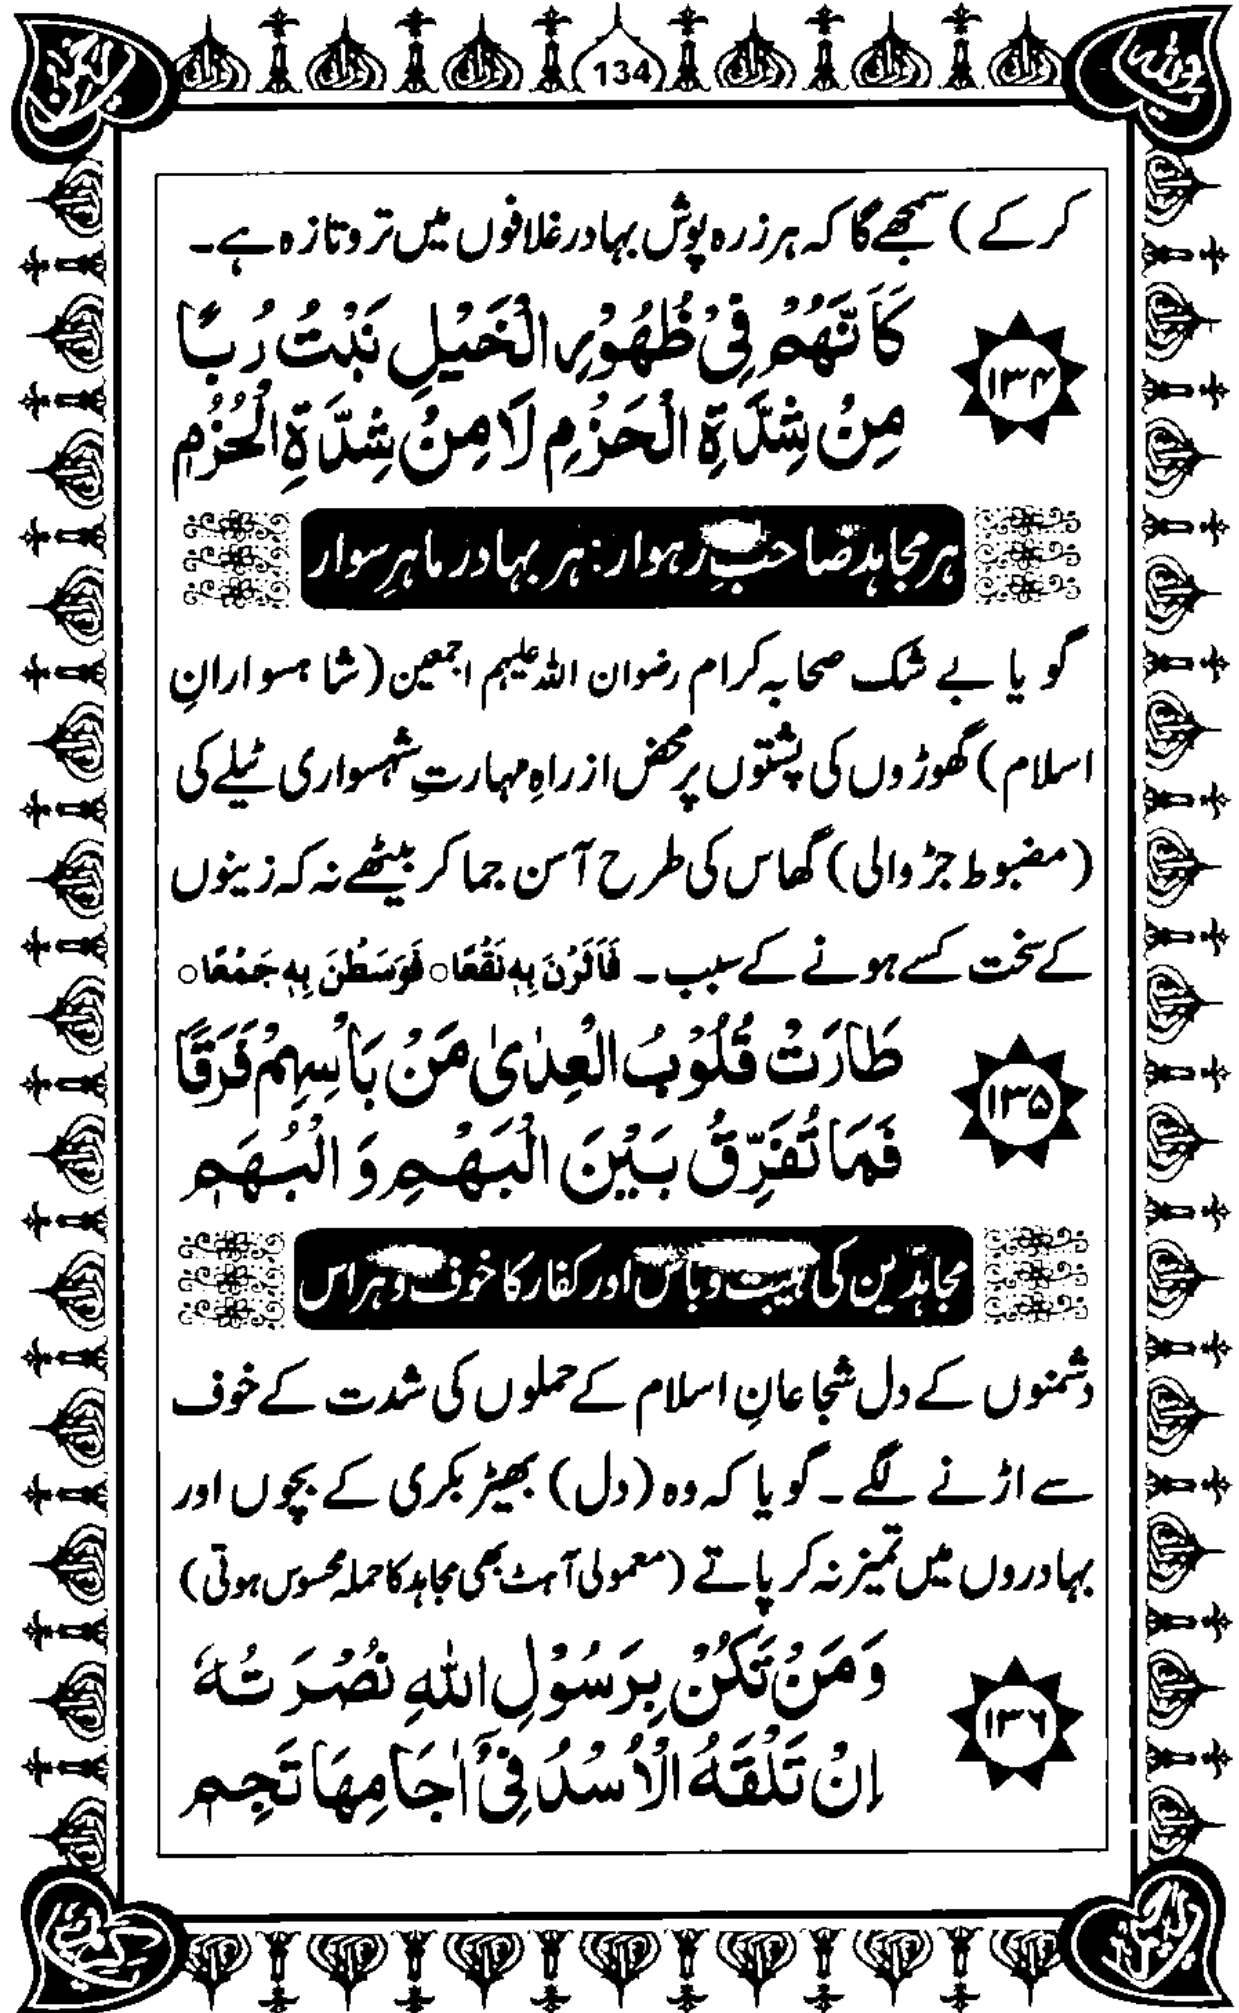 134
کر کے) سمجھے گا کہ ہر زرہ پوش بہادر غلافوں میں تروتازہ ہے۔
۱۳۴
كَاَنَّهُمْ فِیْ ظُهُوْرِ الْخَيْلِ نَبْتُ رُبًا
مِنْ شِدَّةِ الْحَزْمِ لَا مِنْ شِدَّةِ الْحُزُمِ
ہر مجاہد صاحبِ رہوار: ہر بہادر ماہرِ سوار
گویا بے شک صحابہ کرام رضوان اللہ علیہم اجمعین (شاہسوارانِ
اسلام) گھوڑوں کی پشتوں پر محض از راہِ مہارتِ شہسواری ٹیلے کی
(مضبوط جڑ والی) گھاس کی طرح آسن جما کر بیٹھے نہ کہ زینوں
کے سخت کسے ہونے کے سبب۔ فَاَثَرْنَ بِهٖ نَقْعًا○ فَوَسَطْنَ بِهٖ جَمْعًا○
۱۳۵
طَارَتْ قُلُوْبُ الْعِدٰى مَنْ بَاْسِهِمْ فَرَقًا
فَمَا تُفَرِّقُ بَيْنَ الْبَهْمِ وَ الْبُهَمِ
مجاہدین کی ہیبت و باس اور کفار کا خوف و ہراس
دشمنوں کے دل شجاعانِ اسلام کے حملوں کی شدت کے خوف
سے اڑنے لگے۔ گویا کہ وہ (دل) بھیڑ بکری کے بچوں اور
بہادروں میں تمیز نہ کر پاتے (معمولی آہٹ بھی مجاہد کا حملہ محسوس ہوتی)
۱۳۶
وَ مَنْ تَكُنْ بِرَسُوْلِ اللّٰهِ نُصْرَتُهٗ
اِنْ تَلْقَهُ الْاُسْدُ فِیْٓ اٰجَامِهَا تَجِمِ